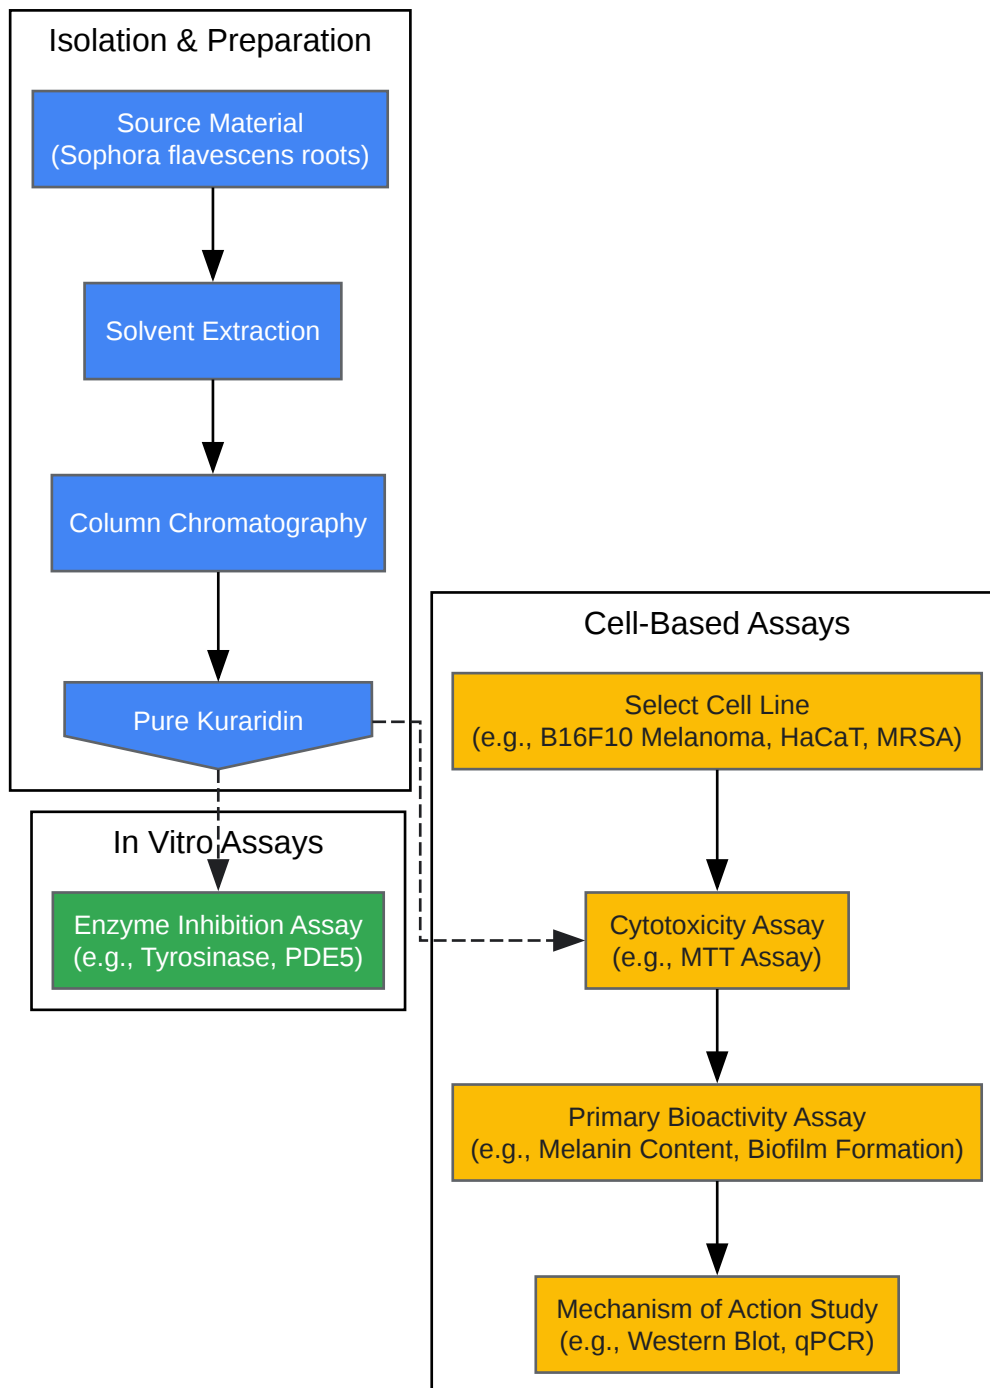 Isolation & Preparation
Source Material
(Sophora flavescens roots)
Solvent Extraction
Column Chromatography
Pure Kuraridin
In Vitro Assays
Enzyme Inhibition Assay
(e.g., Tyrosinase, PDE5)
Cell-Based Assays
Select Cell Line
(e.g., B16F10 Melanoma, HaCaT, MRSA)
Cytotoxicity Assay
(e.g., MTT Assay)
Primary Bioactivity Assay
(e.g., Melanin Content, Biofilm Formation)
Mechanism of Action Study
(e.g., Western Blot, qPCR)